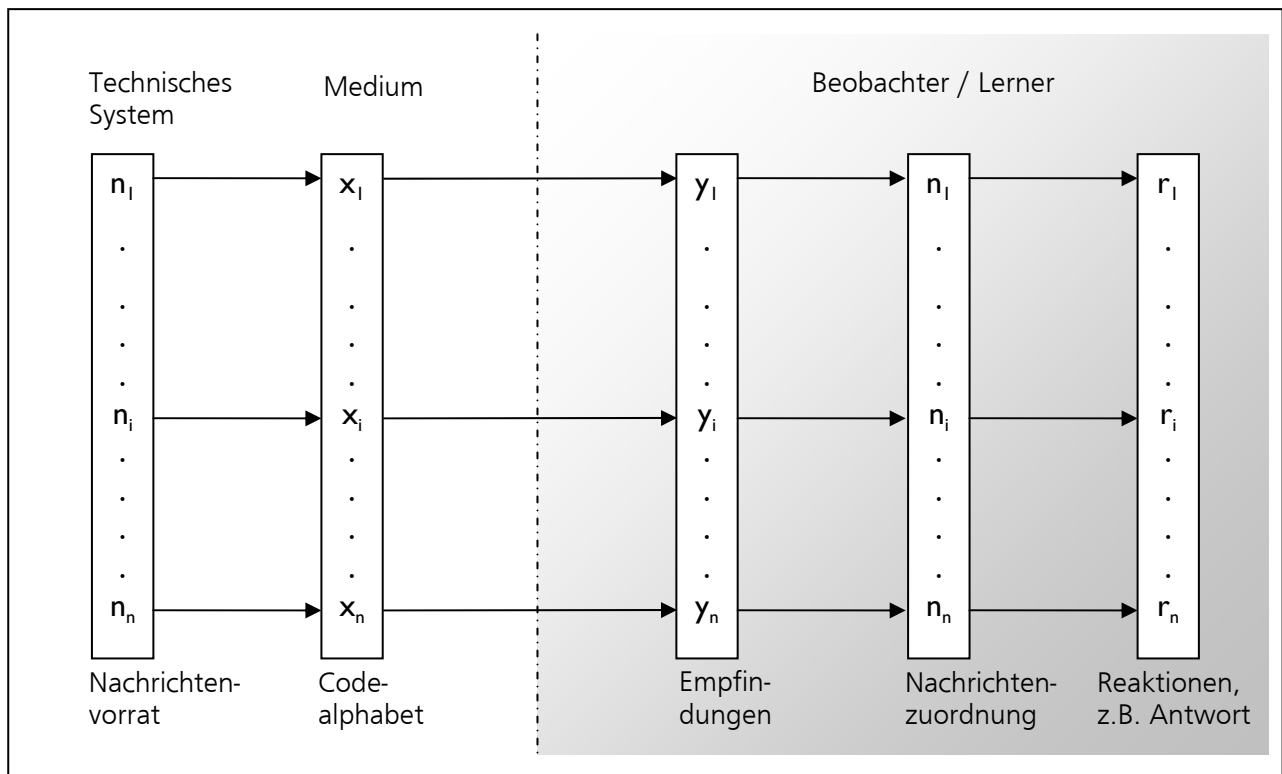 Technisches
System
Medium
Beobachter / Lerner
n₁ x₁ y₁ n₁ r₁
. . . . .
. . . . .
. . . . .
. . . . .
nᵢ xᵢ yᵢ nᵢ rᵢ
. . . . .
. . . . .
. . . . .
. . . . .
nₙ xₙ yₙ nₙ rₙ
Nachrichten-
vorrat
Code-
alphabet
Empfin-
dungen
Nachrichten-
zuordnung
Reaktionen,
z.B. Antwort